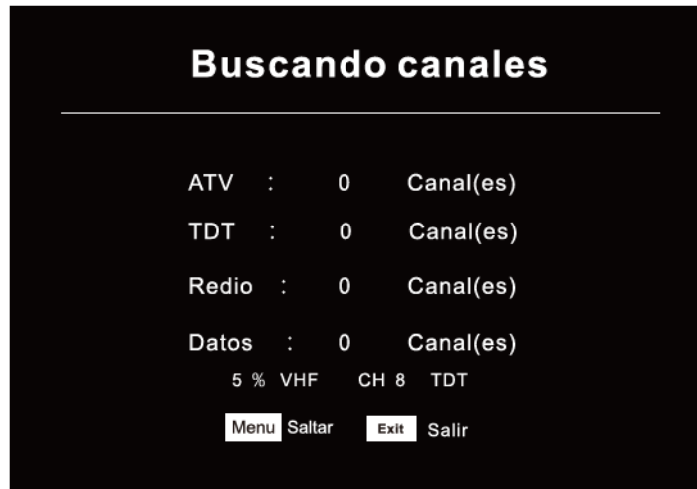 Buscando canales
ATV : 0 Canal(es)
TDT : 0 Canal(es)
Redio : 0 Canal(es)
Datos : 0 Canal(es)
5 % VHF CH 8 TDT
Menu Saltar Exit Salir